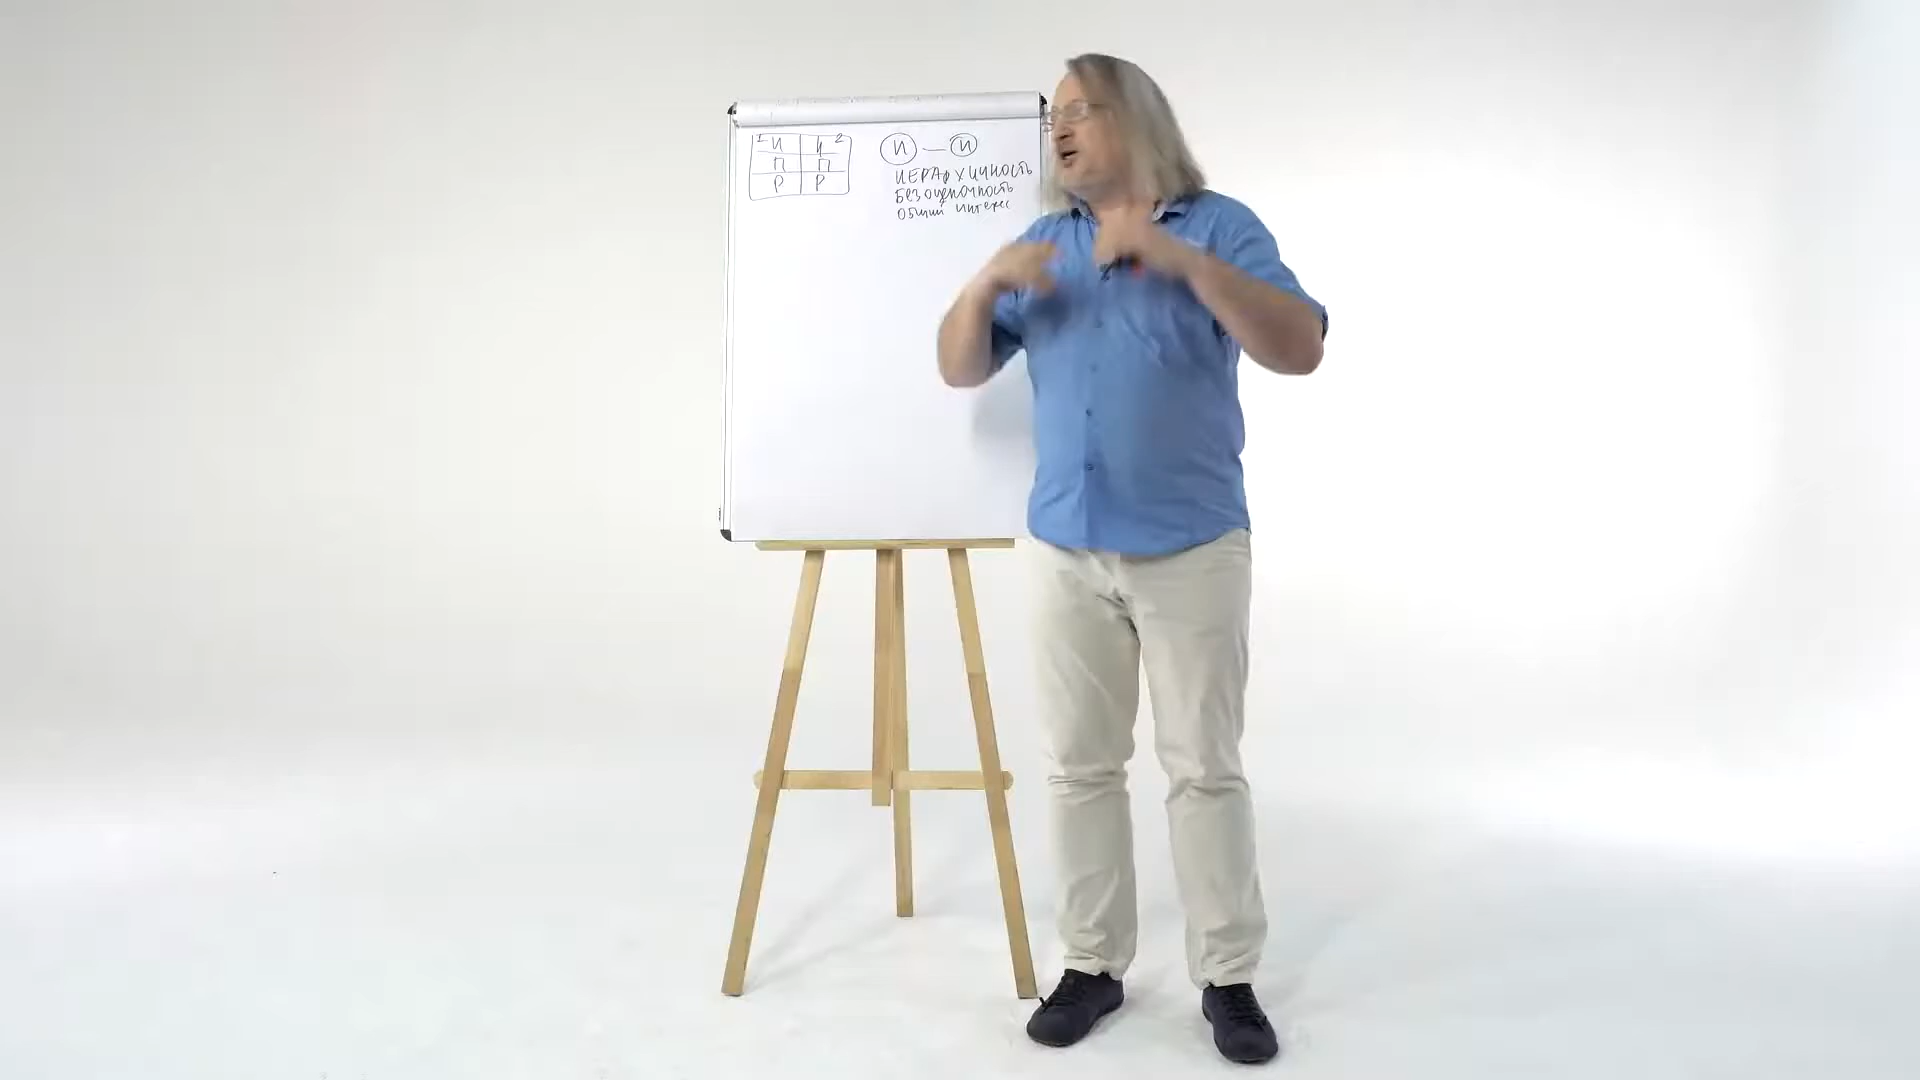 1 И И 2
П П
Р Р
И — И
ИЕРАрХИЧНОСТЬ
Безоценочность
Общий интерес